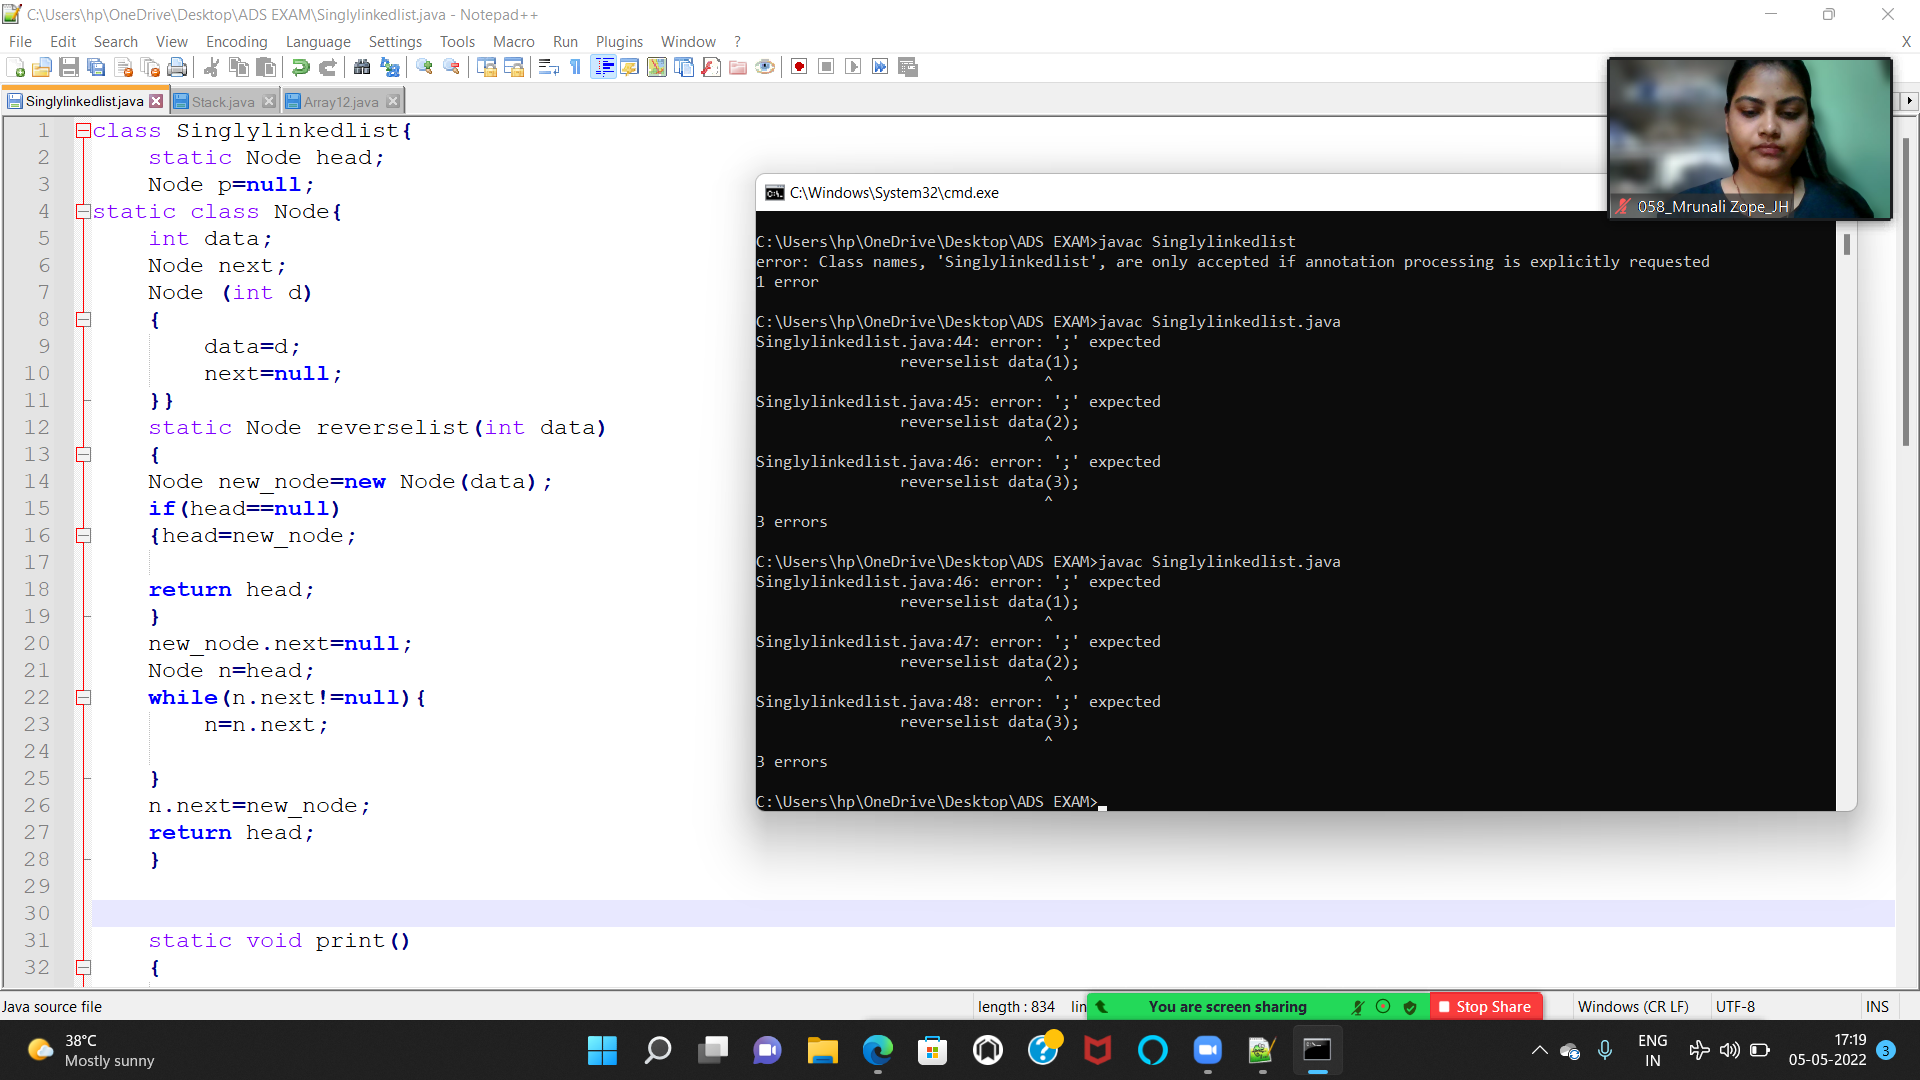 C:\Users\hp\OneDrive\Desktop\ADS EXAM\Singlylinkedlist.java - Notepad++
File Edit Search View Encoding Language Settings Tools Macro Run Plugins Window ? X
Singlylinkedlist.java Stack.java Array12.java
1 class Singlylinkedlist{
2 static Node head;
3 Node p=null;
4 static class Node{
5 int data;
6 Node next;
7 Node (int d)
8 {
9 data=d;
10 next=null;
11 }}
12 static Node reverselist(int data)
13 {
14 Node new_node=new Node(data);
15 if(head==null)
16 {head=new_node;
17
18 return head;
19 }
20 new_node.next=null;
21 Node n=head;
22 while(n.next!=null){
23 n=n.next;
24
25 }
26 n.next=new_node;
27 return head;
28 }
29
30
31 static void print()
32 {
C:\Windows\System32\cmd.exe
C:\Users\hp\OneDrive\Desktop\ADS EXAM>javac Singlylinkedlist
error: Class names, 'Singlylinkedlist', are only accepted if annotation processing is explicitly requested
1 error
C:\Users\hp\OneDrive\Desktop\ADS EXAM>javac Singlylinkedlist.java
Singlylinkedlist.java:44: error: ';' expected
reverselist data(1);
^
Singlylinkedlist.java:45: error: ';' expected
reverselist data(2);
^
Singlylinkedlist.java:46: error: ';' expected
reverselist data(3);
^
3 errors
C:\Users\hp\OneDrive\Desktop\ADS EXAM>javac Singlylinkedlist.java
Singlylinkedlist.java:46: error: ';' expected
reverselist data(1);
^
Singlylinkedlist.java:47: error: ';' expected
reverselist data(2);
^
Singlylinkedlist.java:48: error: ';' expected
reverselist data(3);
^
3 errors
C:\Users\hp\OneDrive\Desktop\ADS EXAM>
058_Mrunali Zope_JH
Java source file length : 834 lin You are screen sharing Stop Share Windows (CR LF) UTF-8 INS
38°C
Mostly sunny
ENG
IN
17:19
05-05-2022
3